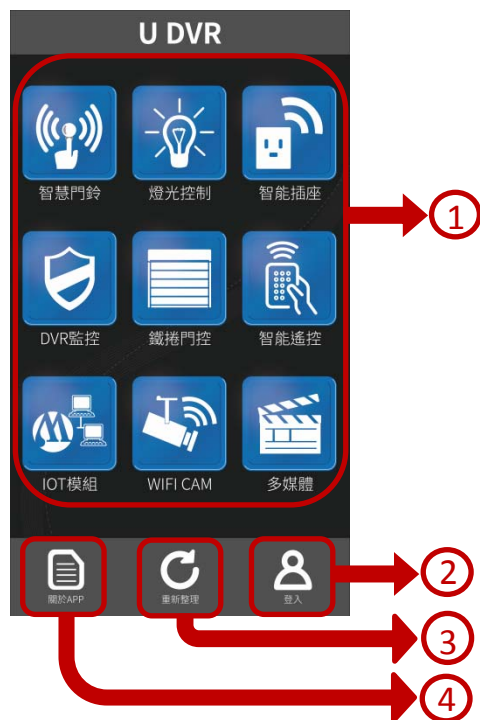 U DVR
智慧門鈴 燈光控制 智能插座
1
DVR監控 鐵捲門控 智能遙控
IOT模組 WIFI CAM 多媒體
2
關於APP 重新整理 登入
3
4